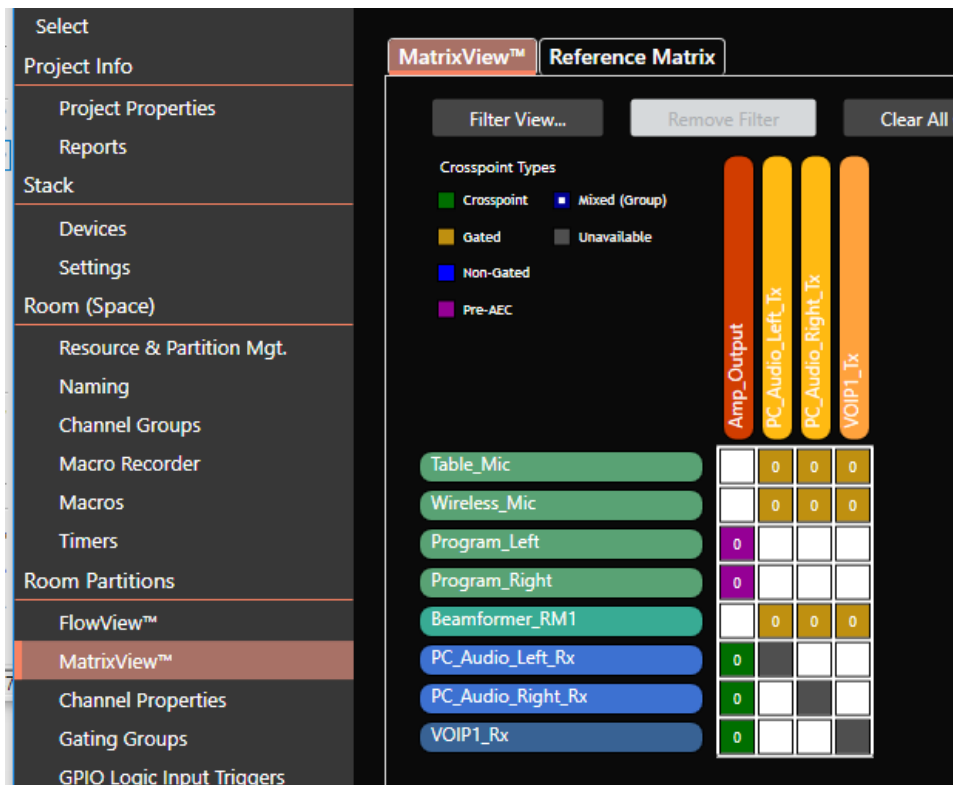 Select
Project Info
Project Properties
Reports
Stack
Devices
Settings
Room (Space)
Resource & Partition Mgt.
Naming
Channel Groups
Macro Recorder
Macros
Timers
Room Partitions
FlowView™
MatrixView™
Channel Properties
Gating Groups
GPIO Logic Input Triggers
MatrixView™ Reference Matrix
Filter View... Remove Filter Clear All
Crosspoint Types
Crosspoint Mixed (Group)
Gated Unavailable
Non-Gated
Pre-AEC
Amp_Output
PC_Audio_Left_Tx
PC_Audio_Right_Tx
VOIP1_Tx
Table_Mic 0 0 0
Wireless_Mic 0 0 0
Program_Left 0
Program_Right 0
Beamformer_RM1 0 0 0
PC_Audio_Left_Rx 0
PC_Audio_Right_Rx 0
VOIP1_Rx 0